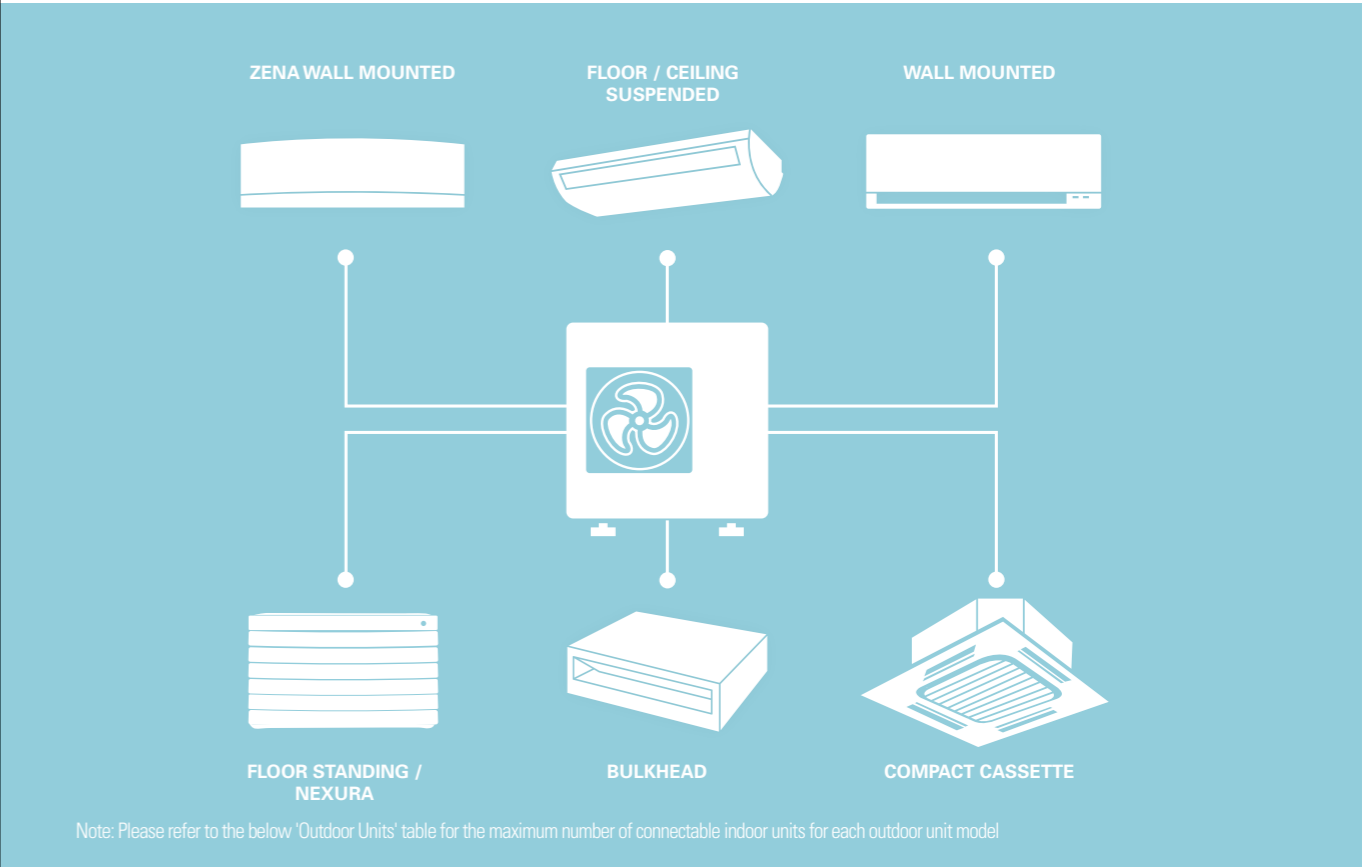 ZENA WALL MOUNTED
FLOOR / CEILING
SUSPENDED
WALL MOUNTED
FLOOR STANDING /
NEXURA
BULKHEAD
COMPACT CASSETTE
Note: Please refer to the below 'Outdoor Units' table for the maximum number of connectable indoor units for each outdoor unit model